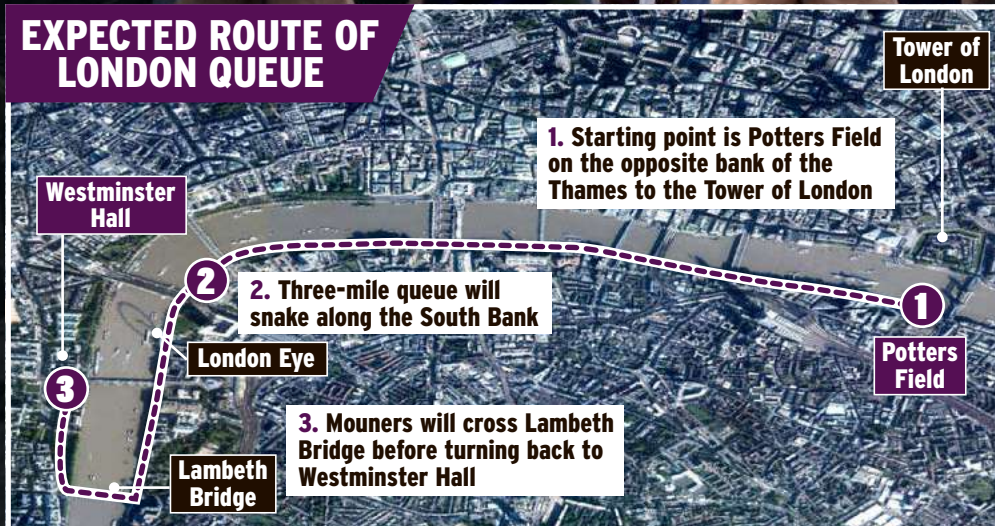 EXPECTED ROUTE OF
LONDON QUEUE
Tower of
London
1. Starting point is Potters Field
on the opposite bank of the
Thames to the Tower of London
Westminster
Hall
2
2. Three-mile queue will
snake along the South Bank
1
Potters
Field
London Eye
3
3. Mouners will cross Lambeth
Bridge before turning back to
Westminster Hall
Lambeth
Bridge